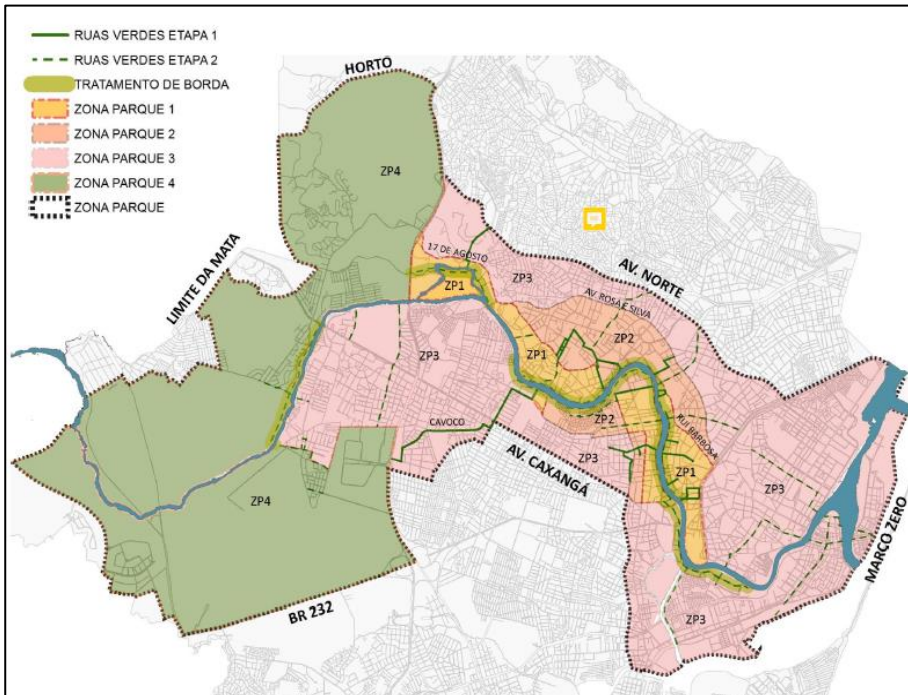 RUAS VERDES ETAPA 1
RUAS VERDES ETAPA 2
TRATAMENTO DE BORDA
ZONA PARQUE 1
ZONA PARQUE 2
ZONA PARQUE 3
ZONA PARQUE 4
ZONA PARQUE
HORTO
ZP4
LIMITE DA MATA
17 DE AGOSTO
ZP3
AV. NORTE
ZP1
AV. ROSA E SILVA
ZP2
ZP3
ZP1
CAVOCO
ZP2
RUI BARBOSA
AV. CAXANGÁ
ZP3
ZP1
ZP3
ZP4
MARCO ZERO
BR 232
ZP3